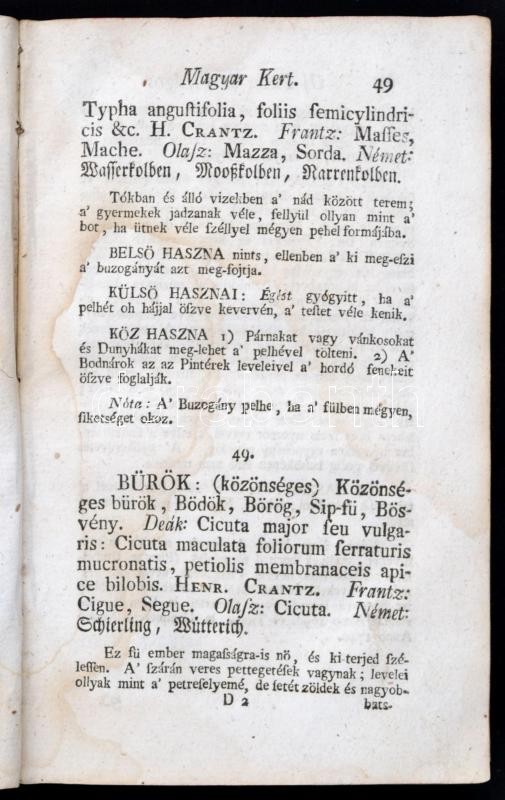 Magyar Kert. 49
Typha anguſtifolia, foliis ſemicylindri-
cis &c. H. CRANTZ. Frantz: Maſſes,
Mache. Olaſz: Mazza, Sorda. Német:
Waſſerkolben, Mooßkolben, Narrenkolben.
Tókban és álló vizekben a' nád között terem;
a' gyermekek jadzanak véle, fellyül ollyan mint a'
bot, ha ütnek véle széllyel mégyen pehel formájába.
BELSÖ HASZNA nints, ellenben a' ki meg-eſzi
a' buzogányát azt meg-fojtja.
KÜLSÖ HASZNAI: Égéſt gyógyitt, ha a'
pelhét oh hájjal öſzve kevervén, a' teſtet véle kenik.
KÖZ HASZNA 1) Párnakat vagy vánkosokat
és Dunyhákat meg-lehet a' pelhével tölteni. 2) A'
Bodnárok az az Pintérek leveleivel a' hordó fenekeit
öſzve foglalják.
Nóta: A' Buzogány pelhe, ha a' fülben mégyen,
ſiketséget okoz.
49.
BÜRÖK: (közönséges) Közönsé-
ges bürök, Bödök, Börög, Sip-fü, Bös-
vény. Deák: Cicuta major ſeu vulga-
ris: Cicuta maculata foliorum ſerraturis
mucronatis, petiolis membranaceis api-
ce bilobis. HENR. CRANTZ. Frantz:
Cigue, Segue. Olaſz: Cicuta. Német:
Schierling, Wütterich.
Ez fü ember magaſságra-is nö, és ki-terjed szé-
leſſen. A' szárán veres pettegetéſek vagynak; levelei
ollyak mint a' petreſelyemé, de ſetét zöldek és nagyob-
D 2 bats-